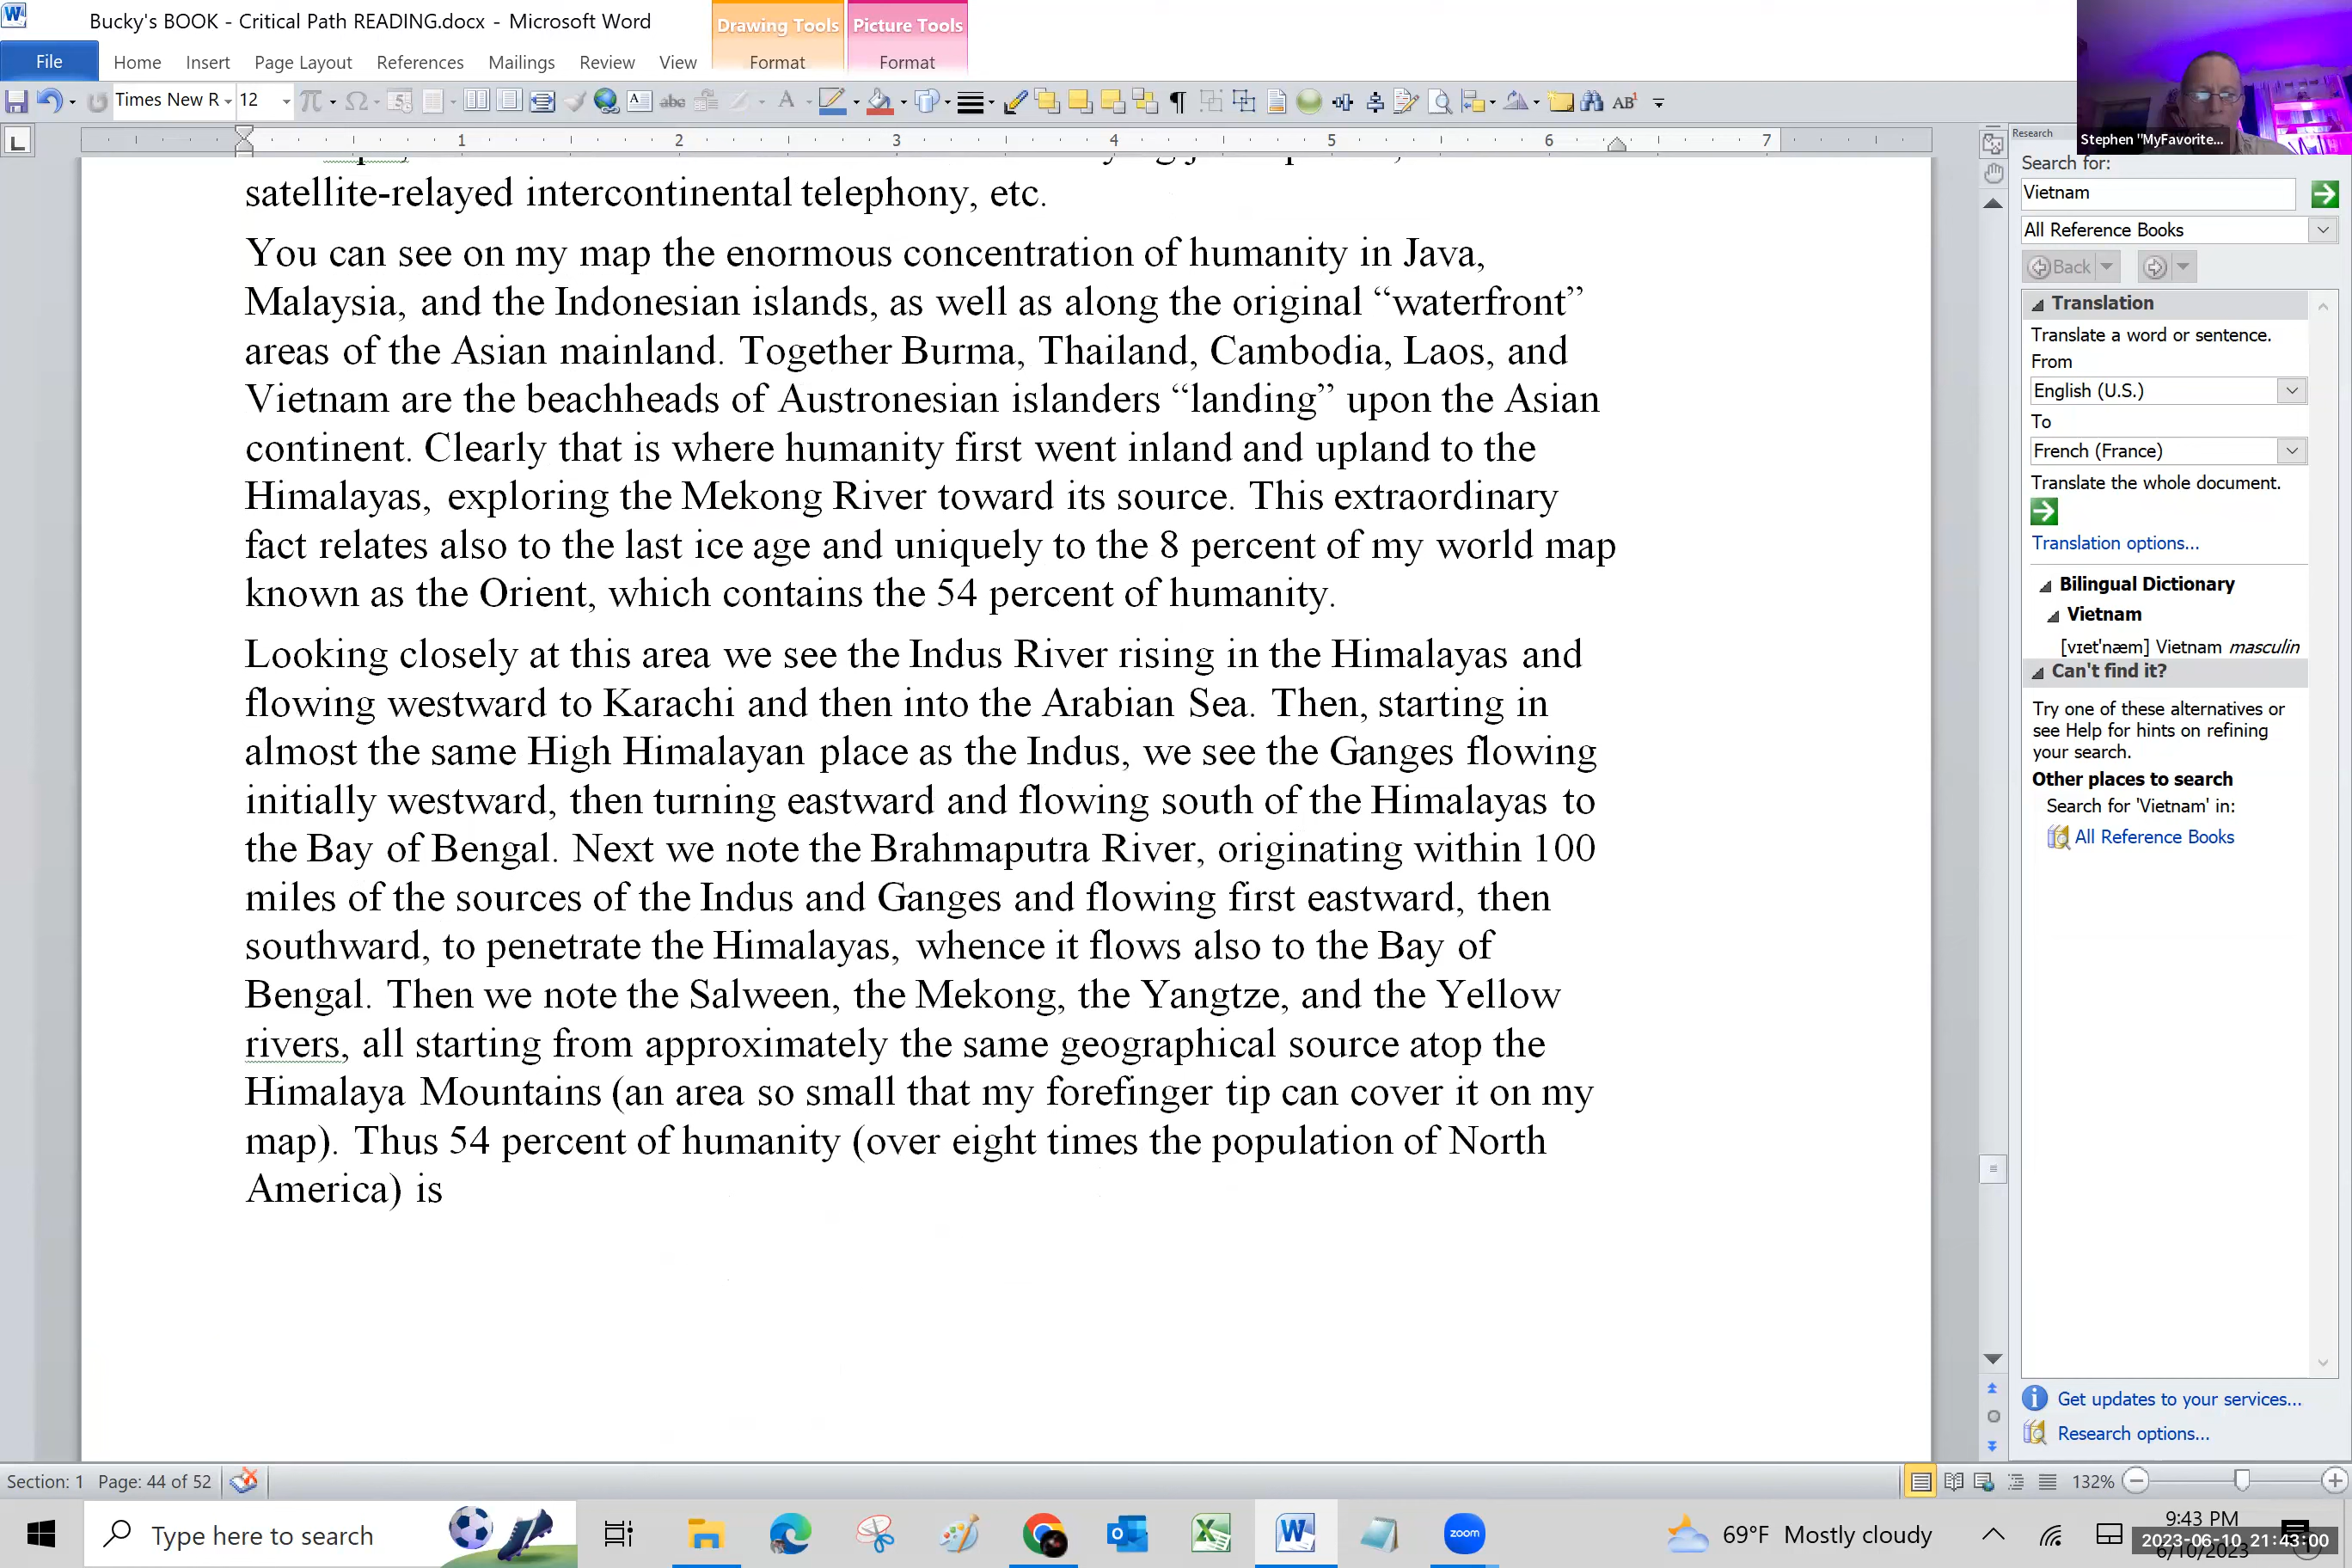 Bucky's BOOK - Critical Path READING.docx - Microsoft Word
Drawing Tools
Picture Tools
File Home Insert Page Layout References Mailings Review View Format Format
Times New R 12
1 2 3 4 5 6 7
Stephen "MyFavorite...
satellite-relayed intercontinental telephony, etc.
You can see on my map the enormous concentration of humanity in Java,
Malaysia, and the Indonesian islands, as well as along the original “waterfront”
areas of the Asian mainland. Together Burma, Thailand, Cambodia, Laos, and
Vietnam are the beachheads of Austronesian islanders “landing” upon the Asian
continent. Clearly that is where humanity first went inland and upland to the
Himalayas, exploring the Mekong River toward its source. This extraordinary
fact relates also to the last ice age and uniquely to the 8 percent of my world map
known as the Orient, which contains the 54 percent of humanity.
Looking closely at this area we see the Indus River rising in the Himalayas and
flowing westward to Karachi and then into the Arabian Sea. Then, starting in
almost the same High Himalayan place as the Indus, we see the Ganges flowing
initially westward, then turning eastward and flowing south of the Himalayas to
the Bay of Bengal. Next we note the Brahmaputra River, originating within 100
miles of the sources of the Indus and Ganges and flowing first eastward, then
southward, to penetrate the Himalayas, whence it flows also to the Bay of
Bengal. Then we note the Salween, the Mekong, the Yangtze, and the Yellow
rivers, all starting from approximately the same geographical source atop the
Himalaya Mountains (an area so small that my forefinger tip can cover it on my
map). Thus 54 percent of humanity (over eight times the population of North
America) is
Research
Search for:
Vietnam
All Reference Books
Back
Translation
Translate a word or sentence.
From
English (U.S.)
To
French (France)
Translate the whole document.
Translation options...
Bilingual Dictionary
Vietnam
[vɪet'næm] Vietnam masculin
Can't find it?
Try one of these alternatives or
see Help for hints on refining
your search.
Other places to search
Search for 'Vietnam' in:
All Reference Books
Get updates to your services...
Research options...
Section: 1 Page: 44 of 52
132%
Type here to search
zoom
69°F Mostly cloudy
9:43 PM
2023-06-10_21:43:00
6/10/2023